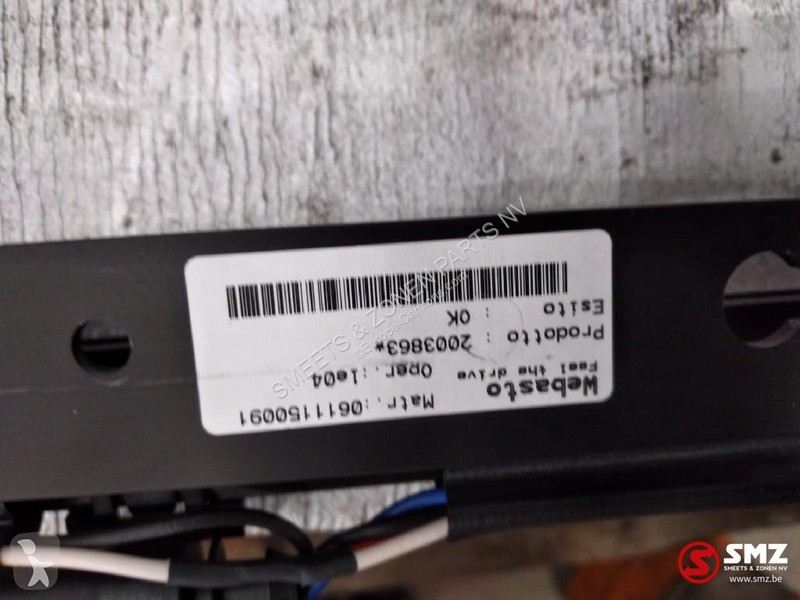 Webasto
Feel the drive
Matr.:0611150091
Oper.:le04
Prodotto : 2003863*
Esito : OK
SMEETS & ZONEN PARTS NV
SMZ
SMEETS & ZONEN NV
www.smz.be